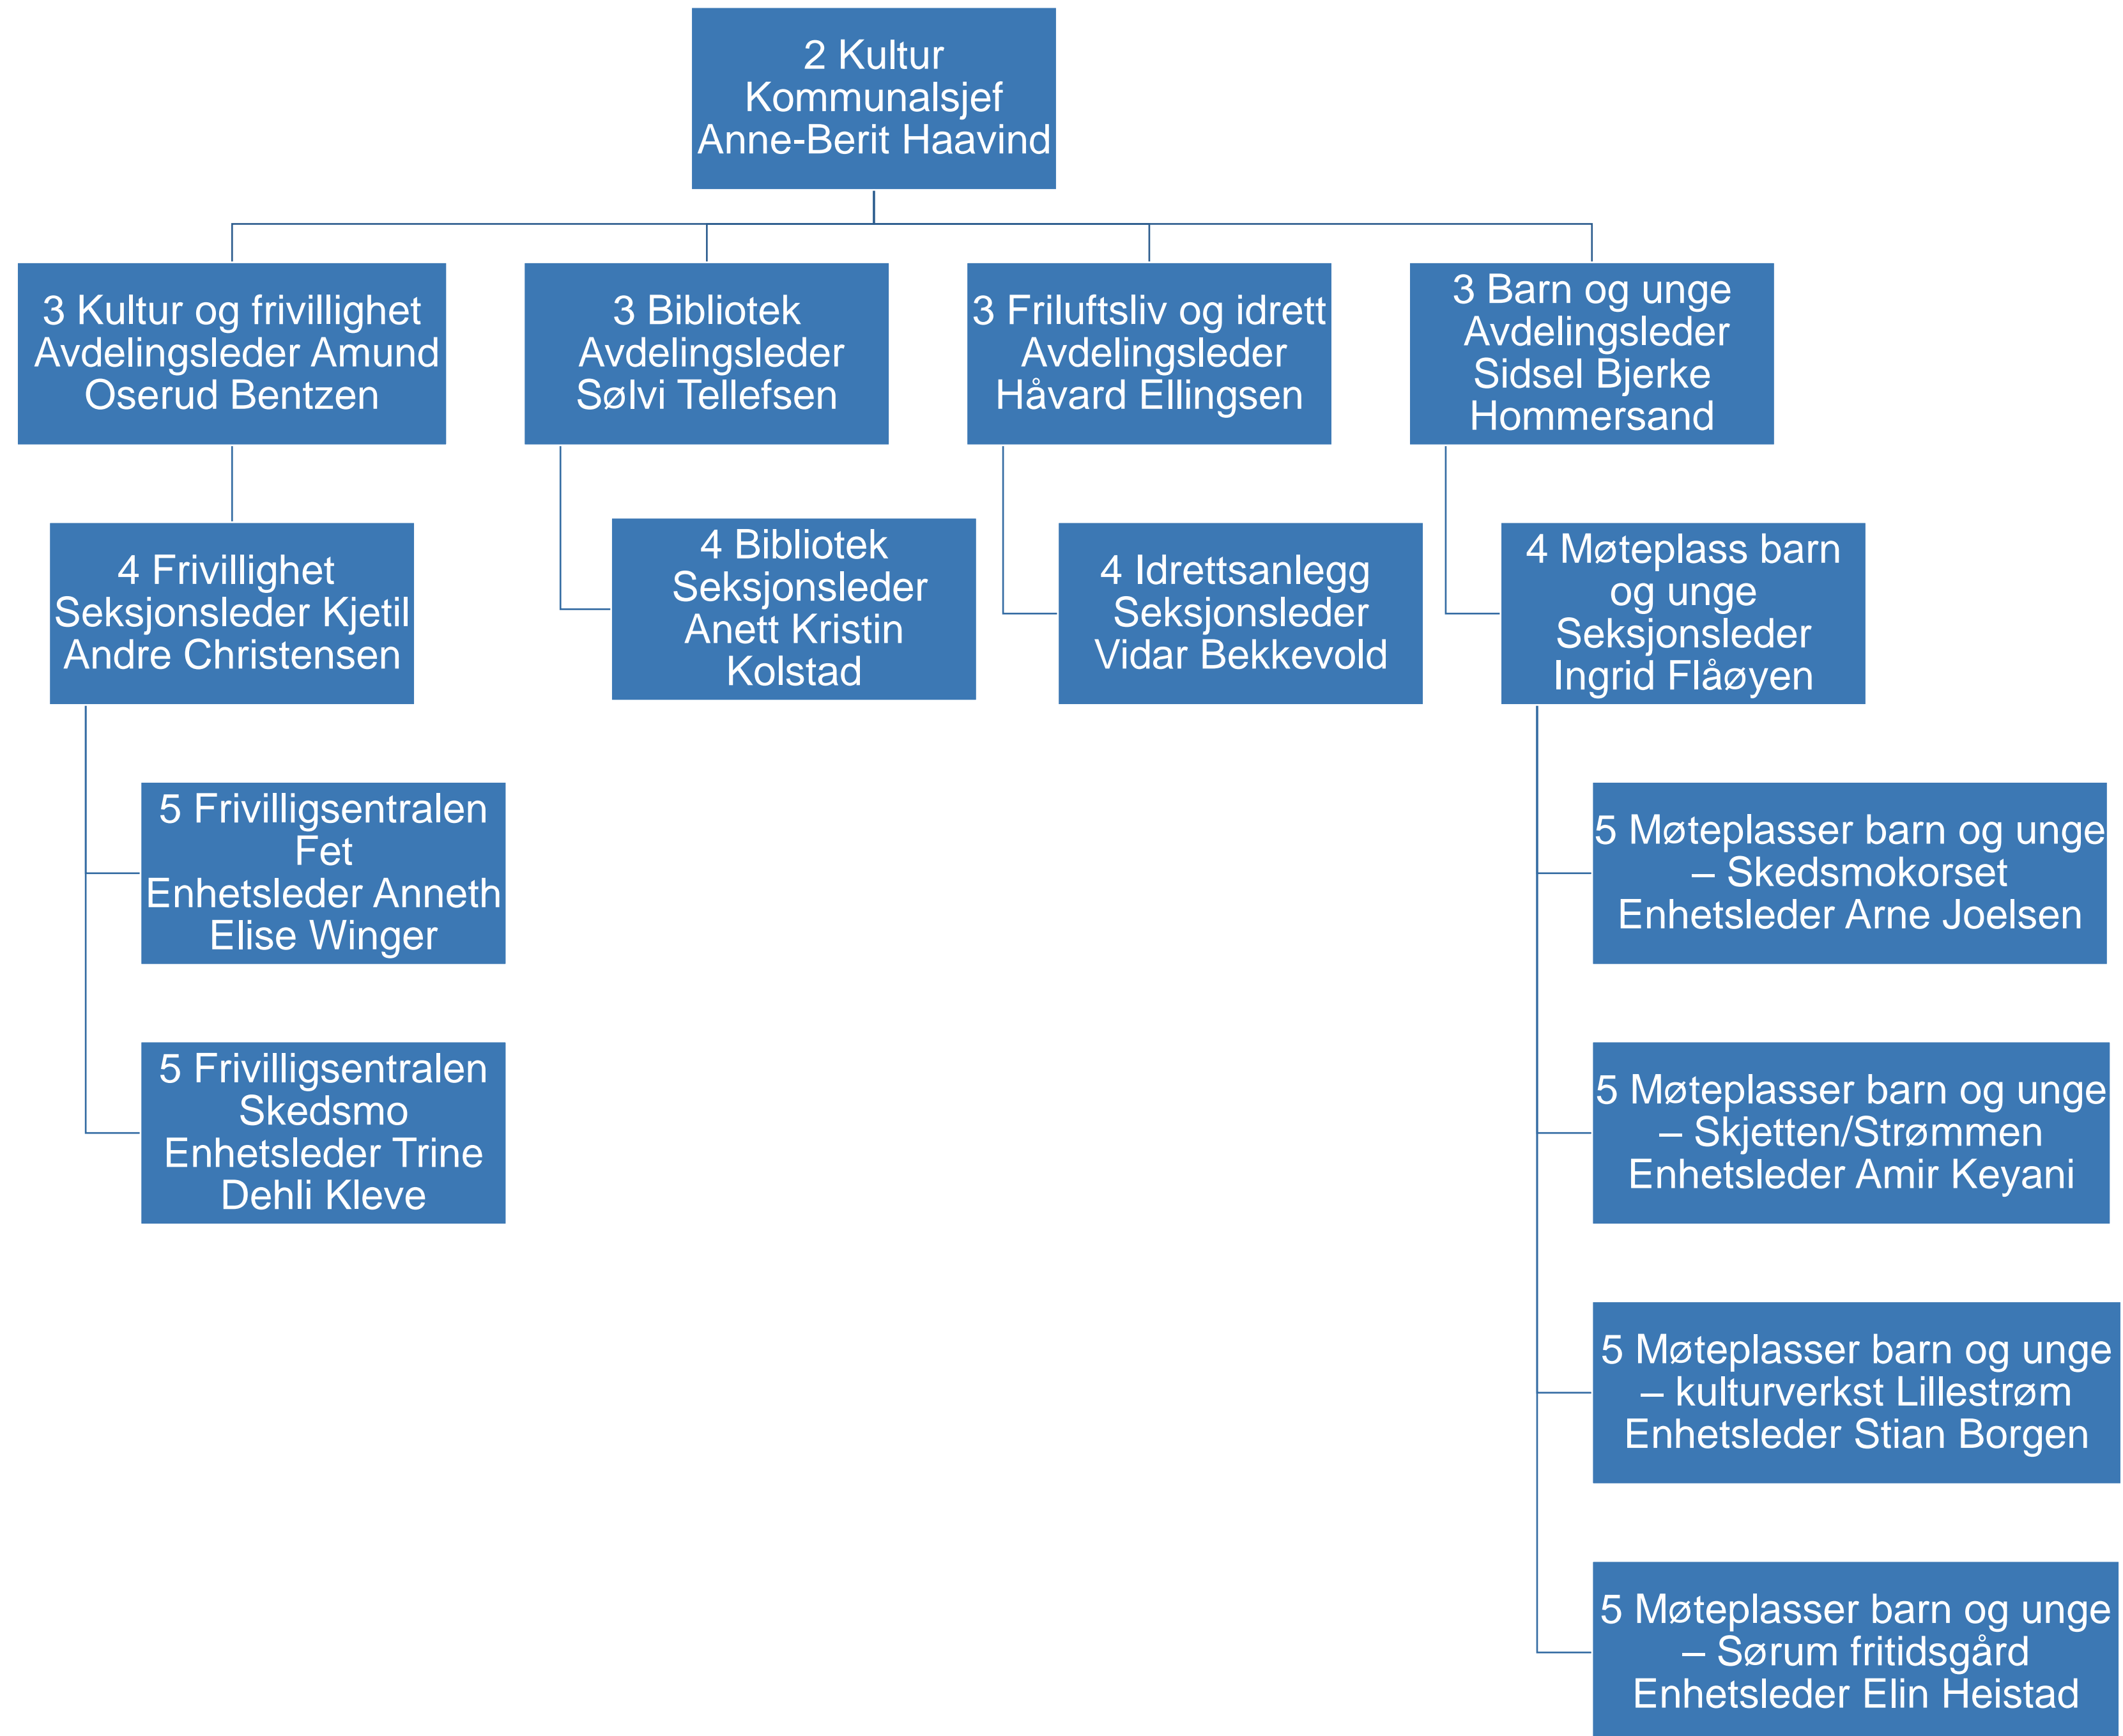 2 Kultur
Kommunalsjef
Anne-Berit Haavind
3 Kultur og frivillighet
Avdelingsleder Amund
Oserud Bentzen
3 Bibliotek
Avdelingsleder
Sølvi Tellefsen
3 Friluftsliv og idrett
Avdelingsleder
Håvard Ellingsen
3 Barn og unge
Avdelingsleder
Sidsel Bjerke
Hommersand
4 Frivillighet
Seksjonsleder Kjetil
Andre Christensen
4 Bibliotek
Seksjonsleder
Anett Kristin
Kolstad
4 Idrettsanlegg
Seksjonsleder
Vidar Bekkevold
4 Møteplass barn
og unge
Seksjonsleder
Ingrid Flåøyen
5 Frivilligsentralen
Fet
Enhetsleder Anneth
Elise Winger
5 Frivilligsentralen
Skedsmo
Enhetsleder Trine
Dehli Kleve
5 Møteplasser barn og unge
– Skedsmokorset
Enhetsleder Arne Joelsen
5 Møteplasser barn og unge
– Skjetten/Strømmen
Enhetsleder Amir Keyani
5 Møteplasser barn og unge
– kulturverkst Lillestrøm
Enhetsleder Stian Borgen
5 Møteplasser barn og unge
– Sørum fritidsgård
Enhetsleder Elin Heistad